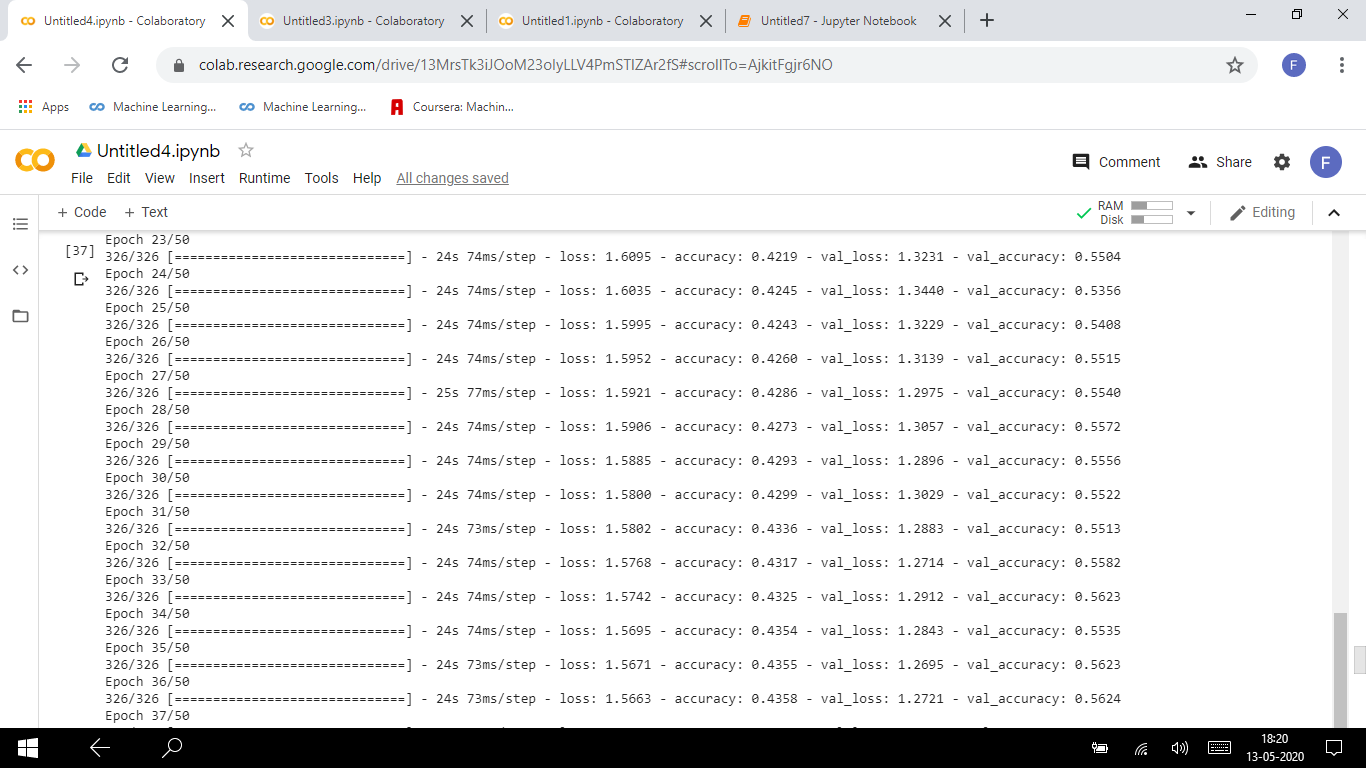 Untitled4.ipynb - Colaboratory
Untitled3.ipynb - Colaboratory
Untitled1.ipynb - Colaboratory
Untitled7 - Jupyter Notebook
colab.research.google.com/drive/13MrsTk3iJOoM23olyLLV4PmSTIZAr2fS#scrollTo=AjkitFgjr6NO
F
Apps
Machine Learning...
Machine Learning...
Coursera: Machin...
Untitled4.ipynb
Comment
Share
F
File Edit View Insert Runtime Tools Help All changes saved
+ Code + Text
RAM
Disk
Editing
[37]
Epoch 23/50
326/326 [==============================] - 24s 74ms/step - loss: 1.6095 - accuracy: 0.4219 - val_loss: 1.3231 - val_accuracy: 0.5504
Epoch 24/50
326/326 [==============================] - 24s 74ms/step - loss: 1.6035 - accuracy: 0.4245 - val_loss: 1.3440 - val_accuracy: 0.5356
Epoch 25/50
326/326 [==============================] - 24s 74ms/step - loss: 1.5995 - accuracy: 0.4243 - val_loss: 1.3229 - val_accuracy: 0.5408
Epoch 26/50
326/326 [==============================] - 24s 74ms/step - loss: 1.5952 - accuracy: 0.4260 - val_loss: 1.3139 - val_accuracy: 0.5515
Epoch 27/50
326/326 [==============================] - 25s 77ms/step - loss: 1.5921 - accuracy: 0.4286 - val_loss: 1.2975 - val_accuracy: 0.5540
Epoch 28/50
326/326 [==============================] - 24s 74ms/step - loss: 1.5906 - accuracy: 0.4273 - val_loss: 1.3057 - val_accuracy: 0.5572
Epoch 29/50
326/326 [==============================] - 24s 74ms/step - loss: 1.5885 - accuracy: 0.4293 - val_loss: 1.2896 - val_accuracy: 0.5556
Epoch 30/50
326/326 [==============================] - 24s 74ms/step - loss: 1.5800 - accuracy: 0.4299 - val_loss: 1.3029 - val_accuracy: 0.5522
Epoch 31/50
326/326 [==============================] - 24s 73ms/step - loss: 1.5802 - accuracy: 0.4336 - val_loss: 1.2883 - val_accuracy: 0.5513
Epoch 32/50
326/326 [==============================] - 24s 74ms/step - loss: 1.5768 - accuracy: 0.4317 - val_loss: 1.2714 - val_accuracy: 0.5582
Epoch 33/50
326/326 [==============================] - 24s 74ms/step - loss: 1.5742 - accuracy: 0.4325 - val_loss: 1.2912 - val_accuracy: 0.5623
Epoch 34/50
326/326 [==============================] - 24s 74ms/step - loss: 1.5695 - accuracy: 0.4354 - val_loss: 1.2843 - val_accuracy: 0.5535
Epoch 35/50
326/326 [==============================] - 24s 73ms/step - loss: 1.5671 - accuracy: 0.4355 - val_loss: 1.2695 - val_accuracy: 0.5623
Epoch 36/50
326/326 [==============================] - 24s 73ms/step - loss: 1.5663 - accuracy: 0.4358 - val_loss: 1.2721 - val_accuracy: 0.5624
Epoch 37/50
18:20
13-05-2020